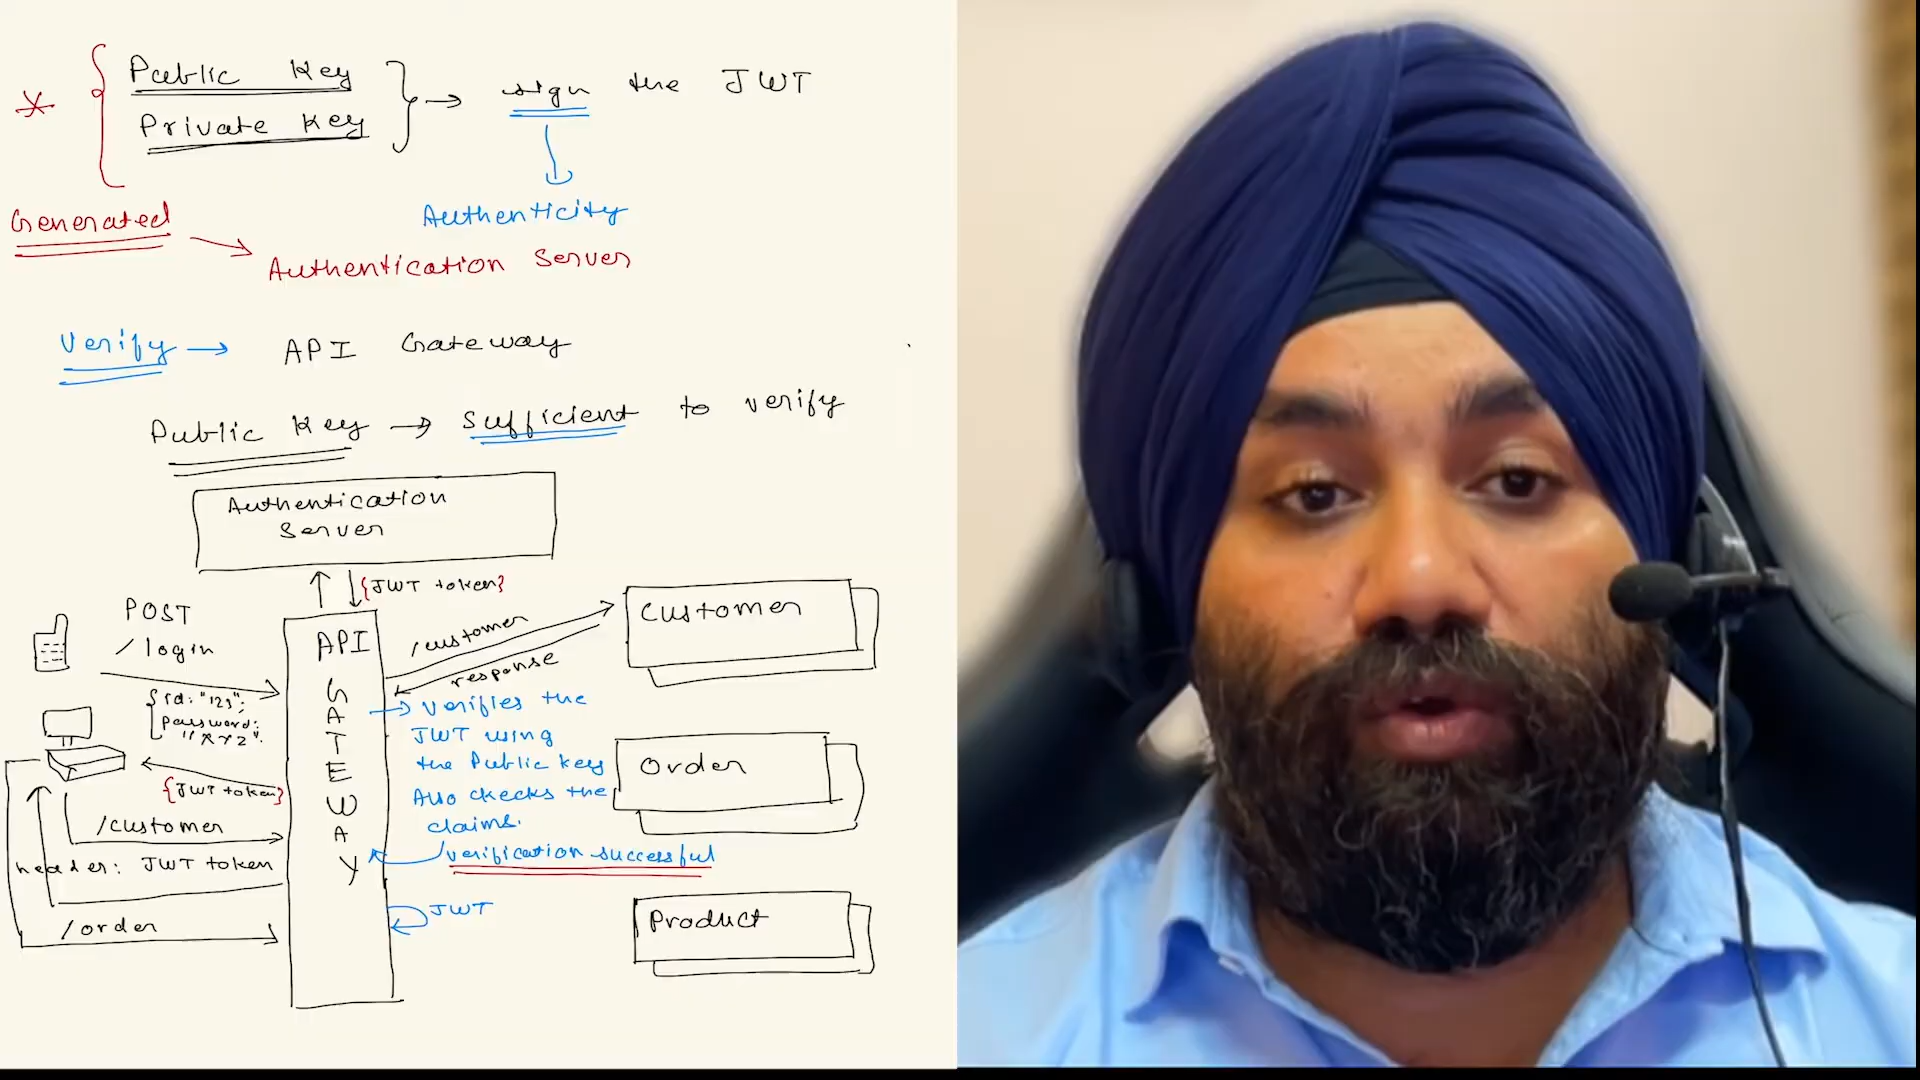 Public Key
Private Key
sign the JWT
Authenticity
Generated
Authentication Server
Verify
API Gateway
Public Key
sufficient to verify
Authentication
Server
{JWT token}
POST
/login
{id: "123",
password:
API
GATEWAY
/customer
response
Customer
verifies the
JWT using
the Public key
Also checks the
claims.
verification successful
Order
{JWT token}
/customer
header: JWT token
/order
JWT
Product